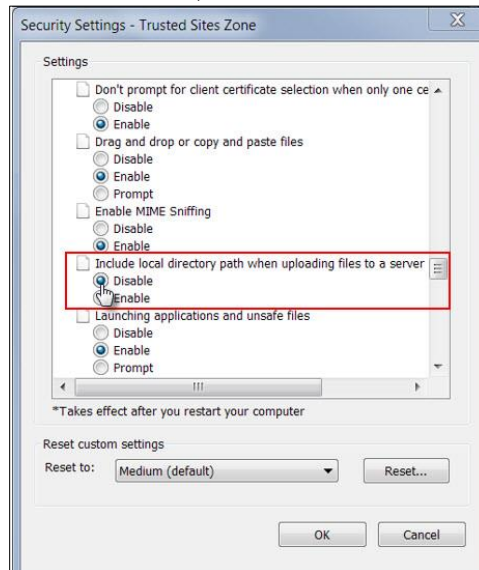 Security Settings - Trusted Sites Zone
Settings
Don't prompt for client certificate selection when only one ce
Disable
Enable
Drag and drop or copy and paste files
Disable
Enable
Prompt
Enable MIME Sniffing
Disable
Enable
Include local directory path when uploading files to a server
Disable
Enable
Launching applications and unsafe files
Disable
Enable
Prompt
*Takes effect after you restart your computer
Reset custom settings
Reset to: Medium (default) Reset...
OK Cancel